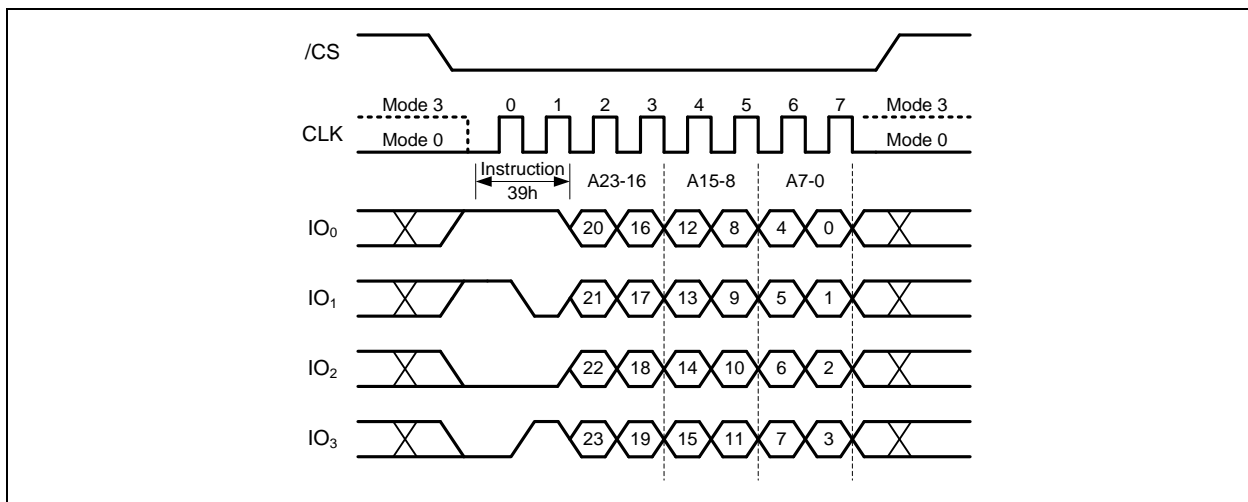 /CS
Mode 3 0 1 2 3 4 5 6 7 Mode 3
CLK
Mode 0 Mode 0
Instruction
39h
A23-16 A15-8 A7-0
IO₀ 20 16 12 8 4 0
IO₁ 21 17 13 9 5 1
IO₂ 22 18 14 10 6 2
IO₃ 23 19 15 11 7 3